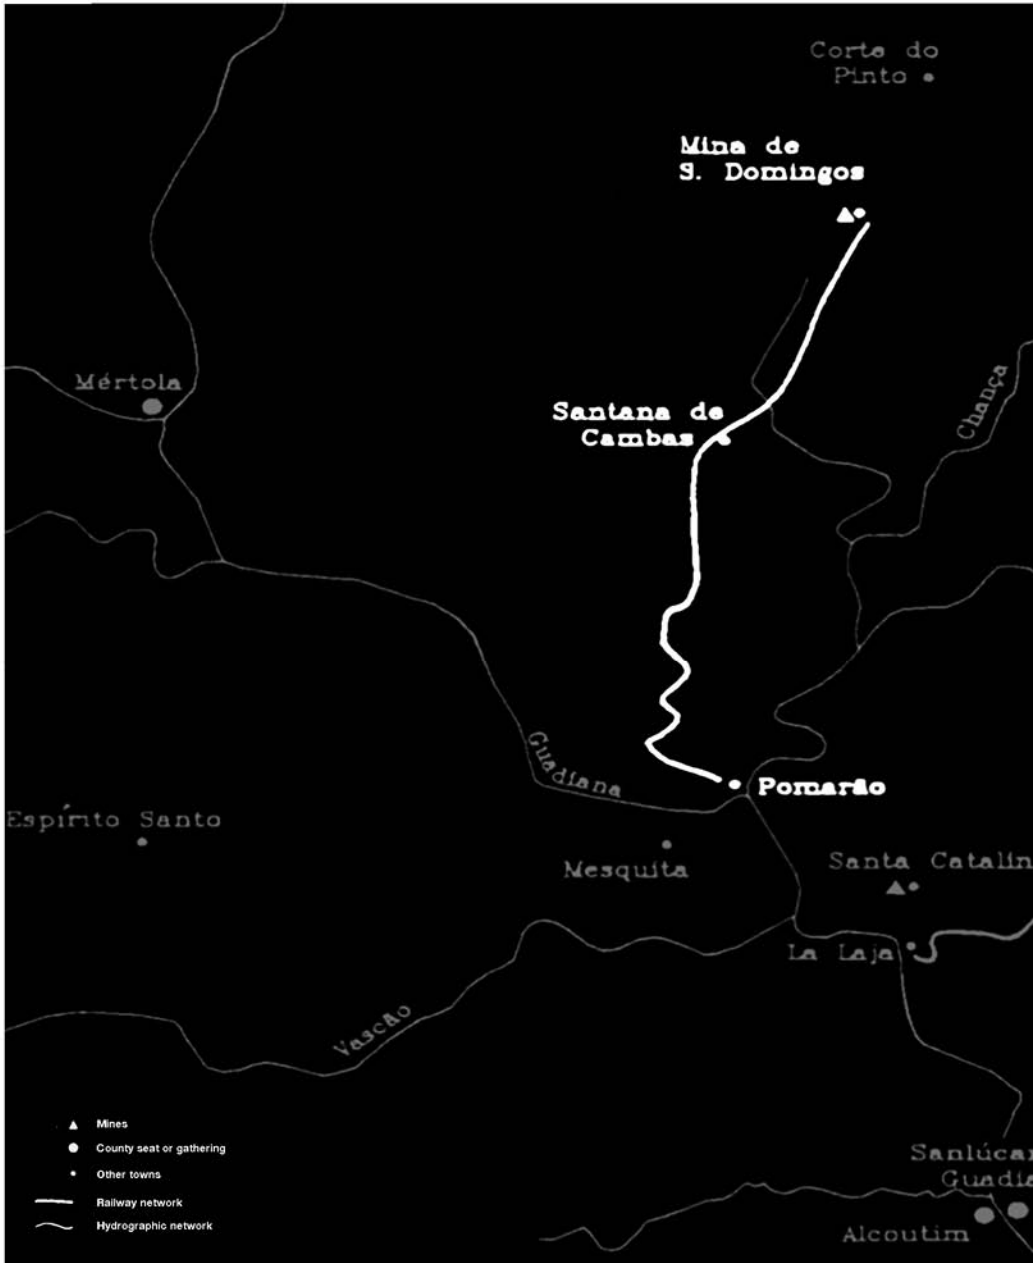 Corte do
Pinto
Mina de
S. Domingos
Mértola
Santana de
Cambas
Chança
Guadiana
Pomarão
Espírito Santo
Mesquita
Santa Catalin
La Laja
Vascão
Mines
County seat or gathering
Other towns
Railway network
Hydrographic network
Sanlúcar
Guadia
Alcoutim